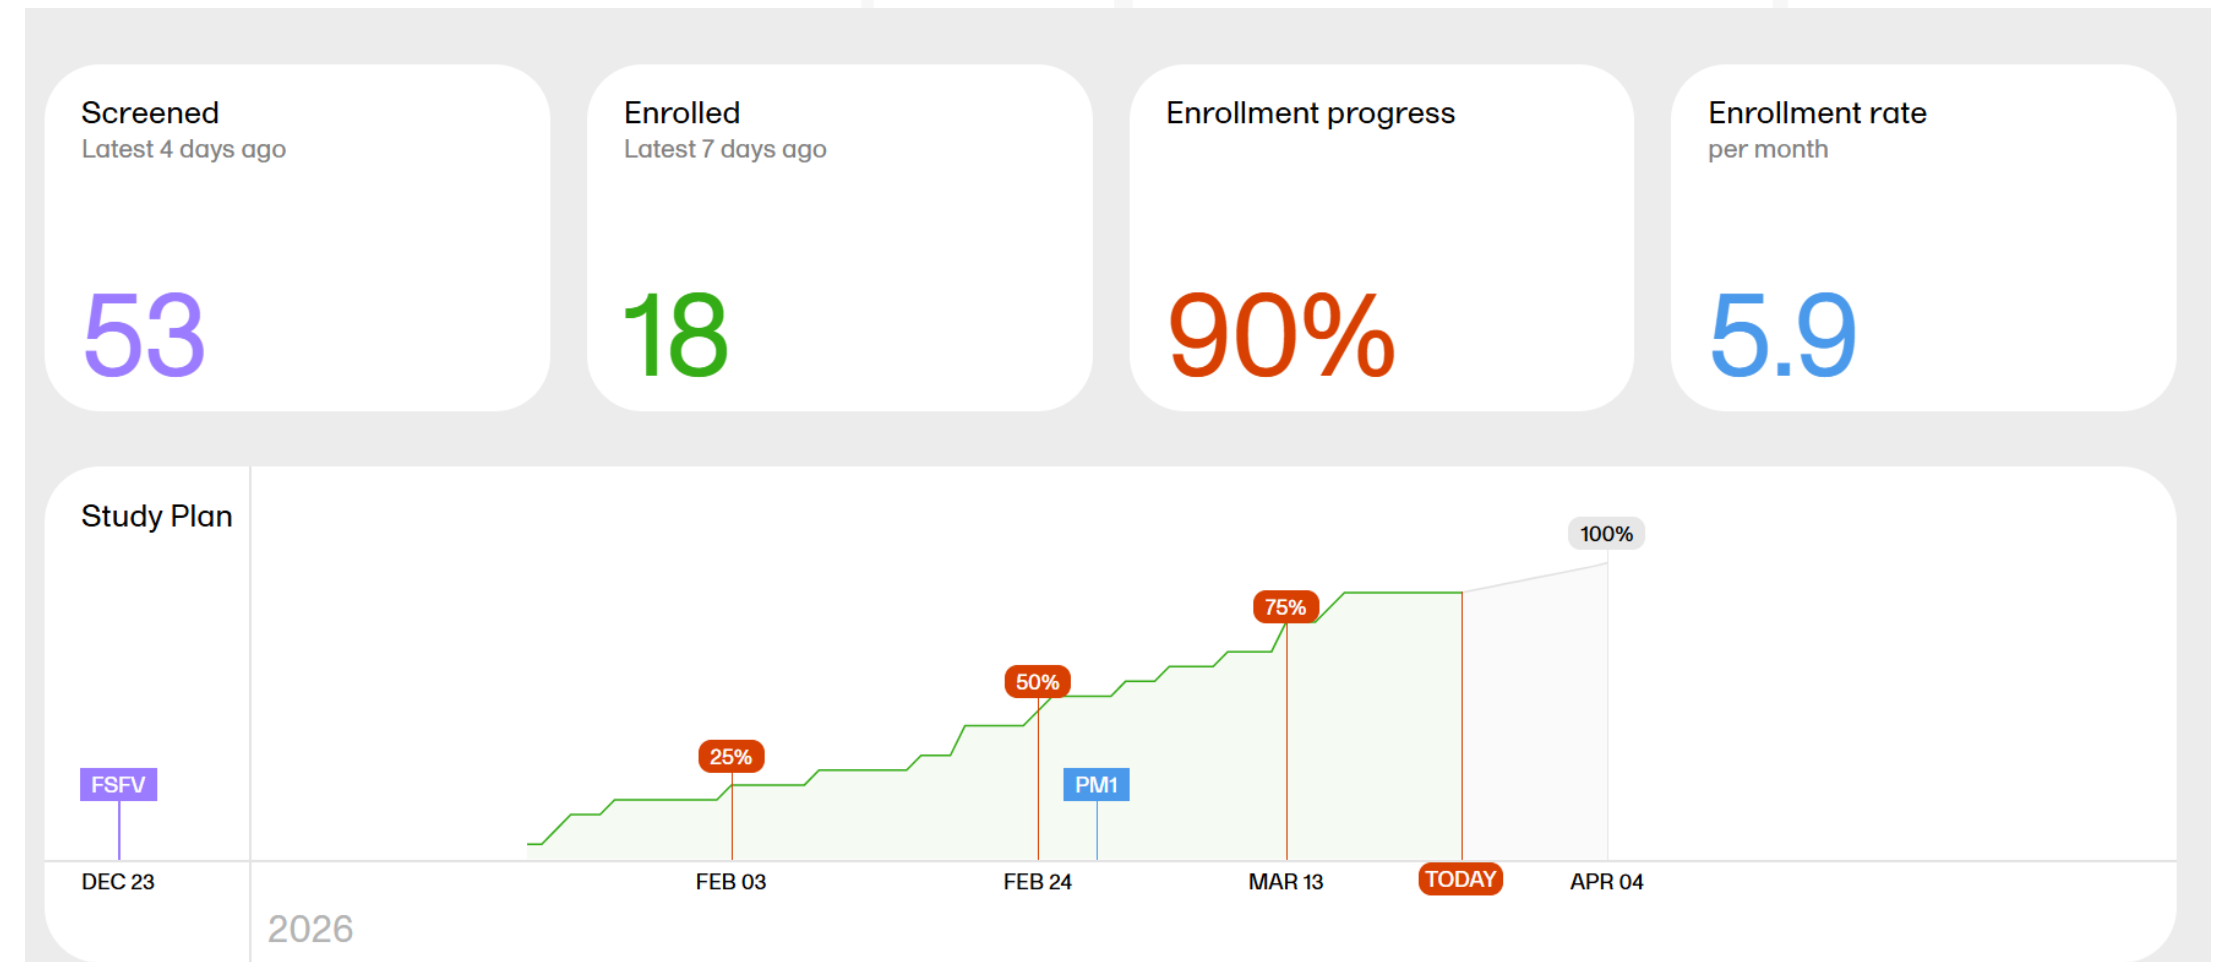 Screened
Latest 4 days ago
53
Enrolled
Latest 7 days ago
18
Enrollment progress
90%
Enrollment rate
per month
5.9
Study Plan
100%
75%
50%
25%
FSFV
PM1
DEC 23
FEB 03
FEB 24
MAR 13
TODAY
APR 04
2026